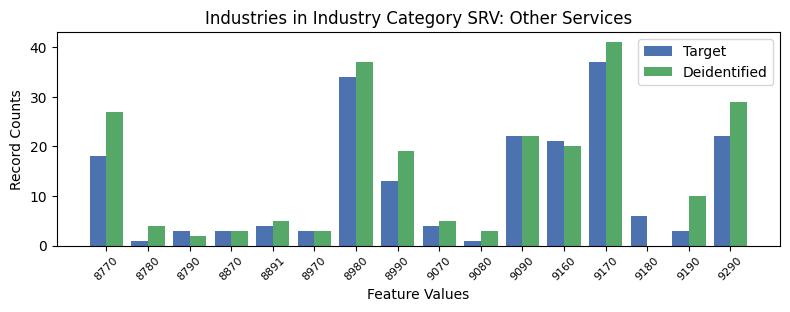 Industries in Industry Category SRV: Other Services
Target
Deidentified
Record Counts
40
30
20
10
0
8770 8780 8790 8870 8891 8970 8980 8990 9070 9080 9090 9160 9170 9180 9190 9290
Feature Values